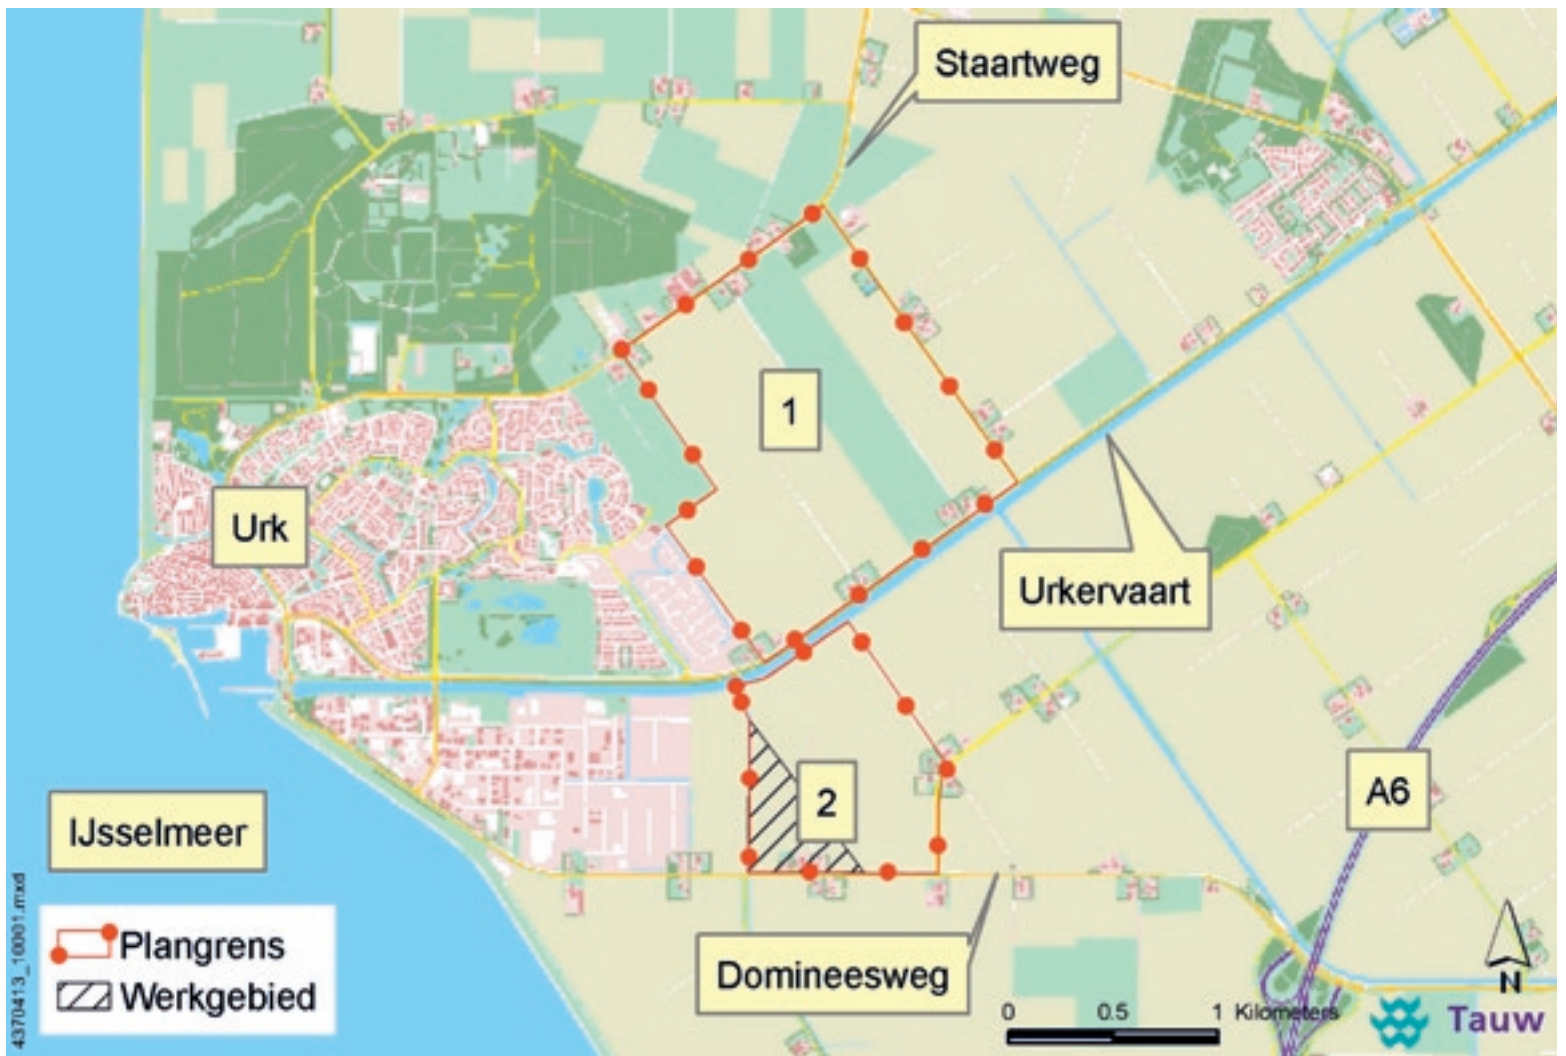 Staartweg
1
Urk
Urkervaart
2
A6
IJsselmeer
Plangrens
Werkgebied
Domineesweg
0 0.5 1 Kilometers
N
Tauw
4370413_10001.mxd